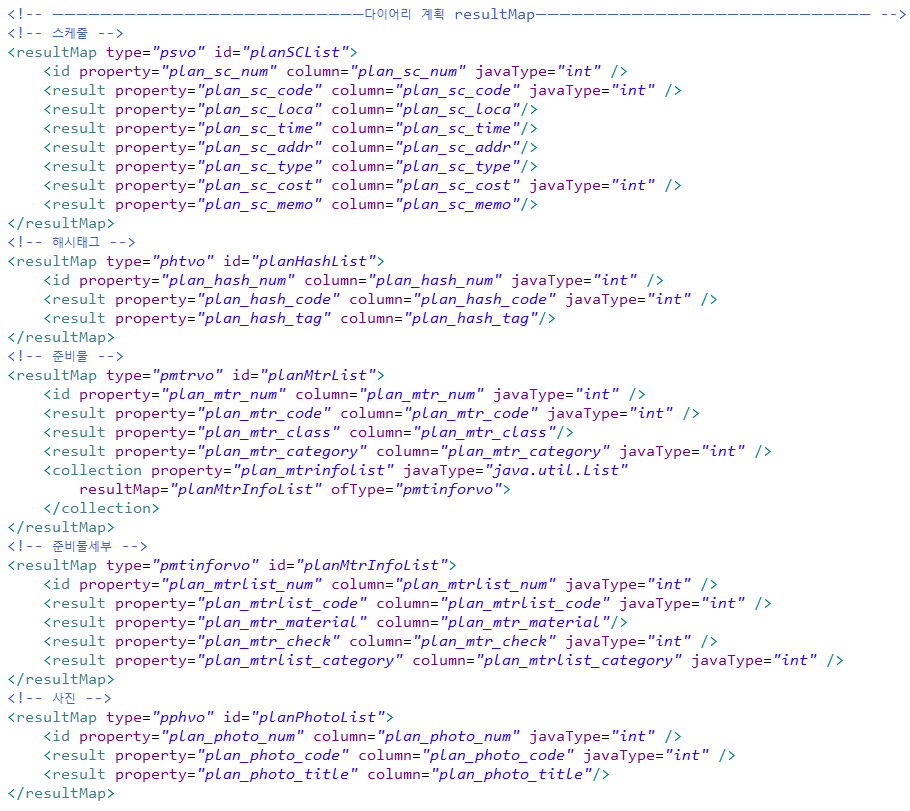 <!-- ——————————————————————————다이어리 계획 resultMap———————————————————————————— -->
<!-- 스케줄 -->
<resultMap type="psvo" id="planSCList">
    <id property="plan_sc_num" column="plan_sc_num" javaType="int" />
    <result property="plan_sc_code" column="plan_sc_code" javaType="int" />
    <result property="plan_sc_loca" column="plan_sc_loca"/>
    <result property="plan_sc_time" column="plan_sc_time"/>
    <result property="plan_sc_addr" column="plan_sc_addr"/>
    <result property="plan_sc_type" column="plan_sc_type"/>
    <result property="plan_sc_cost" column="plan_sc_cost" javaType="int" />
    <result property="plan_sc_memo" column="plan_sc_memo"/>
</resultMap>
<!-- 해시태그 -->
<resultMap type="phtvo" id="planHashList">
    <id property="plan_hash_num" column="plan_hash_num" javaType="int" />
    <result property="plan_hash_code" column="plan_hash_code" javaType="int" />
    <result property="plan_hash_tag" column="plan_hash_tag"/>
</resultMap>
<!-- 준비물 -->
<resultMap type="pmtrvo" id="planMtrList">
    <id property="plan_mtr_num" column="plan_mtr_num" javaType="int" />
    <result property="plan_mtr_code" column="plan_mtr_code" javaType="int" />
    <result property="plan_mtr_class" column="plan_mtr_class"/>
    <result property="plan_mtr_category" column="plan_mtr_category" javaType="int" />
    <collection property="plan_mtrinfolist" javaType="java.util.List"
        resultMap="planMtrInfoList" ofType="pmtinforvo">
    </collection>
</resultMap>
<!-- 준비물세부 -->
<resultMap type="pmtinforvo" id="planMtrInfoList">
    <id property="plan_mtrlist_num" column="plan_mtrlist_num" javaType="int" />
    <result property="plan_mtrlist_code" column="plan_mtrlist_code" javaType="int" />
    <result property="plan_mtr_material" column="plan_mtr_material"/>
    <result property="plan_mtr_check" column="plan_mtr_check" javaType="int" />
    <result property="plan_mtrlist_category" column="plan_mtrlist_category" javaType="int" />
</resultMap>
<!-- 사진 -->
<resultMap type="pphvo" id="planPhotoList">
    <id property="plan_photo_num" column="plan_photo_num" javaType="int" />
    <result property="plan_photo_code" column="plan_photo_code" javaType="int" />
    <result property="plan_photo_title" column="plan_photo_title"/>
</resultMap>